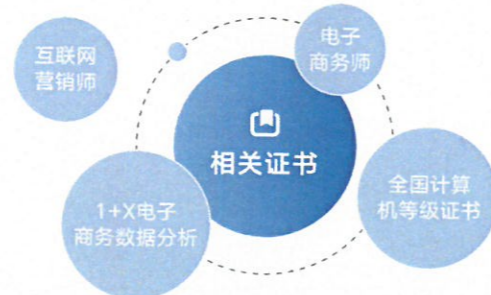 互联网
营销师
电子
商务师
相关证书
1+X电子
商务数据分析
全国计算
机等级证书